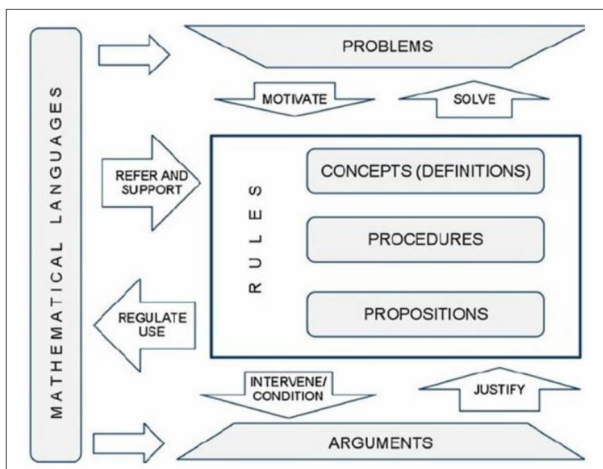 MATHEMATICAL LANGUAGES
PROBLEMS
MOTIVATE
SOLVE
REFER AND
SUPPORT
RULES
CONCEPTS (DEFINITIONS)
PROCEDURES
PROPOSITIONS
REGULATE
USE
INTERVENE/
CONDITION
JUSTIFY
ARGUMENTS